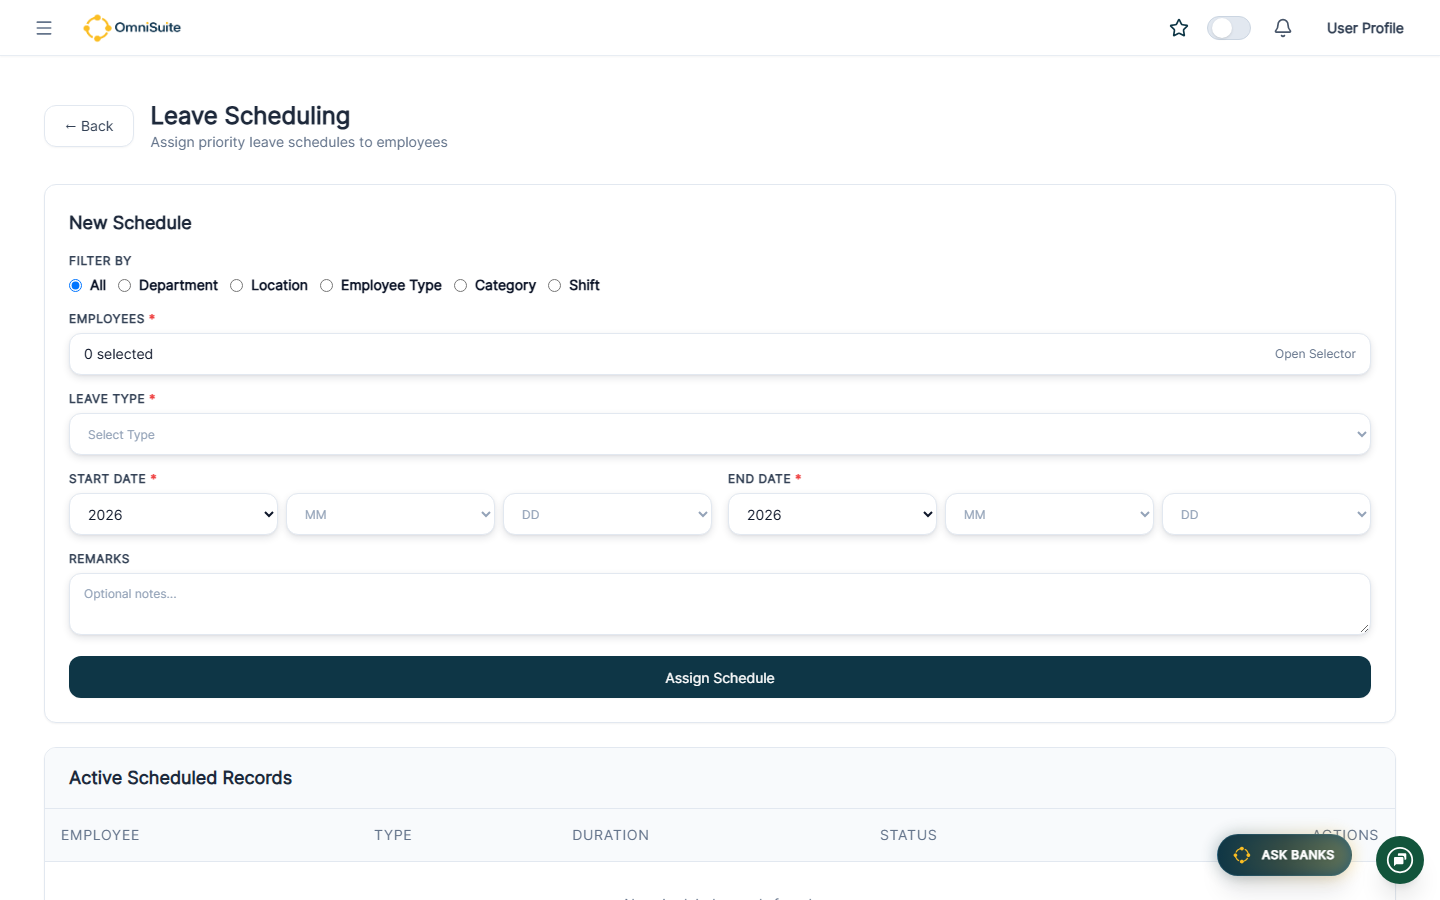 OmniSuite
User Profile
← Back
Leave Scheduling
Assign priority leave schedules to employees
New Schedule
FILTER BY
All
Department
Location
Employee Type
Category
Shift
EMPLOYEES *
0 selected
Open Selector
LEAVE TYPE *
Select Type
START DATE *
END DATE *
2026
MM
DD
2026
MM
DD
REMARKS
Optional notes...
Assign Schedule
Active Scheduled Records
EMPLOYEE
TYPE
DURATION
STATUS
ACTIONS
ASK BANKS